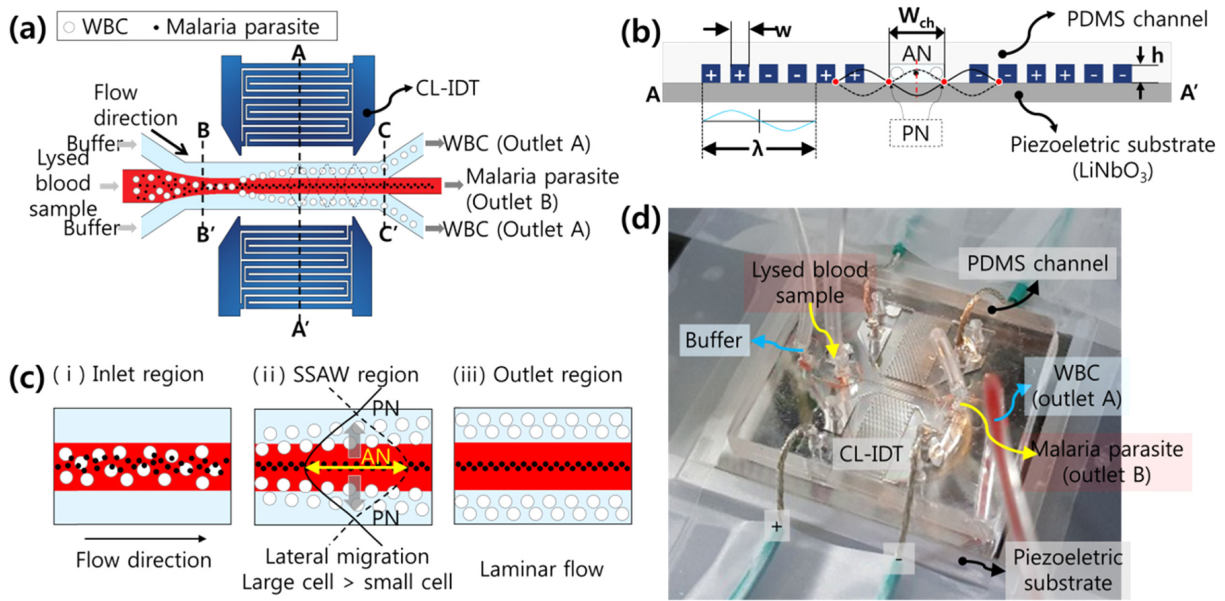 (a)
WBC
Malaria parasite
A
CL-IDT
Flow
direction
B
C
Buffer
WBC (Outlet A)
Lysed
blood
sample
Malaria parasite
(Outlet B)
Buffer
B'
C'
WBC (Outlet A)
A'
(b)
w
Wch
PDMS channel
AN
h
+ + - - + + - - + + - -
A
A'
PN
λ
Piezoeletric substrate
(LiNbO3)
(c)
(i) Inlet region
(ii) SSAW region
(iii) Outlet region
PN
AN
PN
Flow direction
Lateral migration
Large cell > small cell
Laminar flow
(d)
Lysed blood
sample
PDMS channel
Buffer
WBC
(outlet A)
CL-IDT
Malaria parasite
(outlet B)
+
-
Piezoeletric
substrate